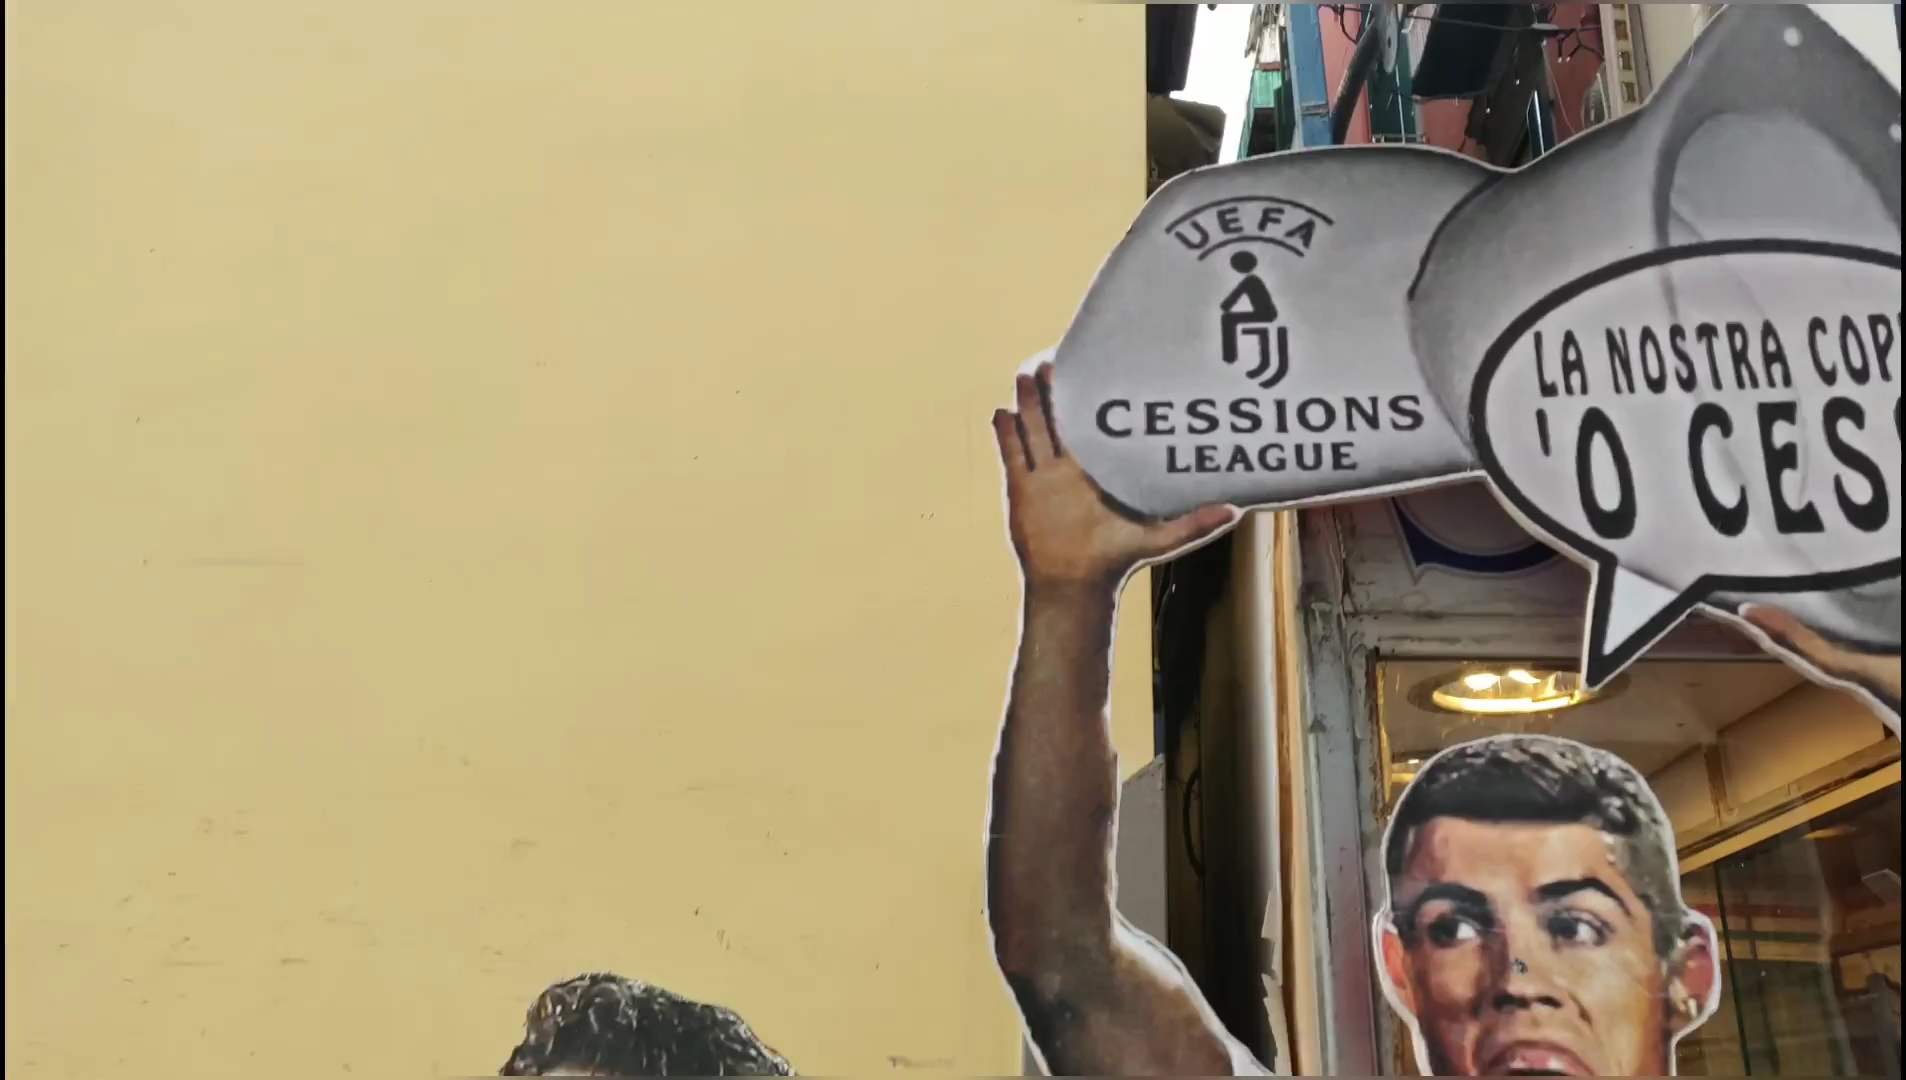 UEFA
CESSIONS
LEAGUE
LA NOSTRA COP
'O CES